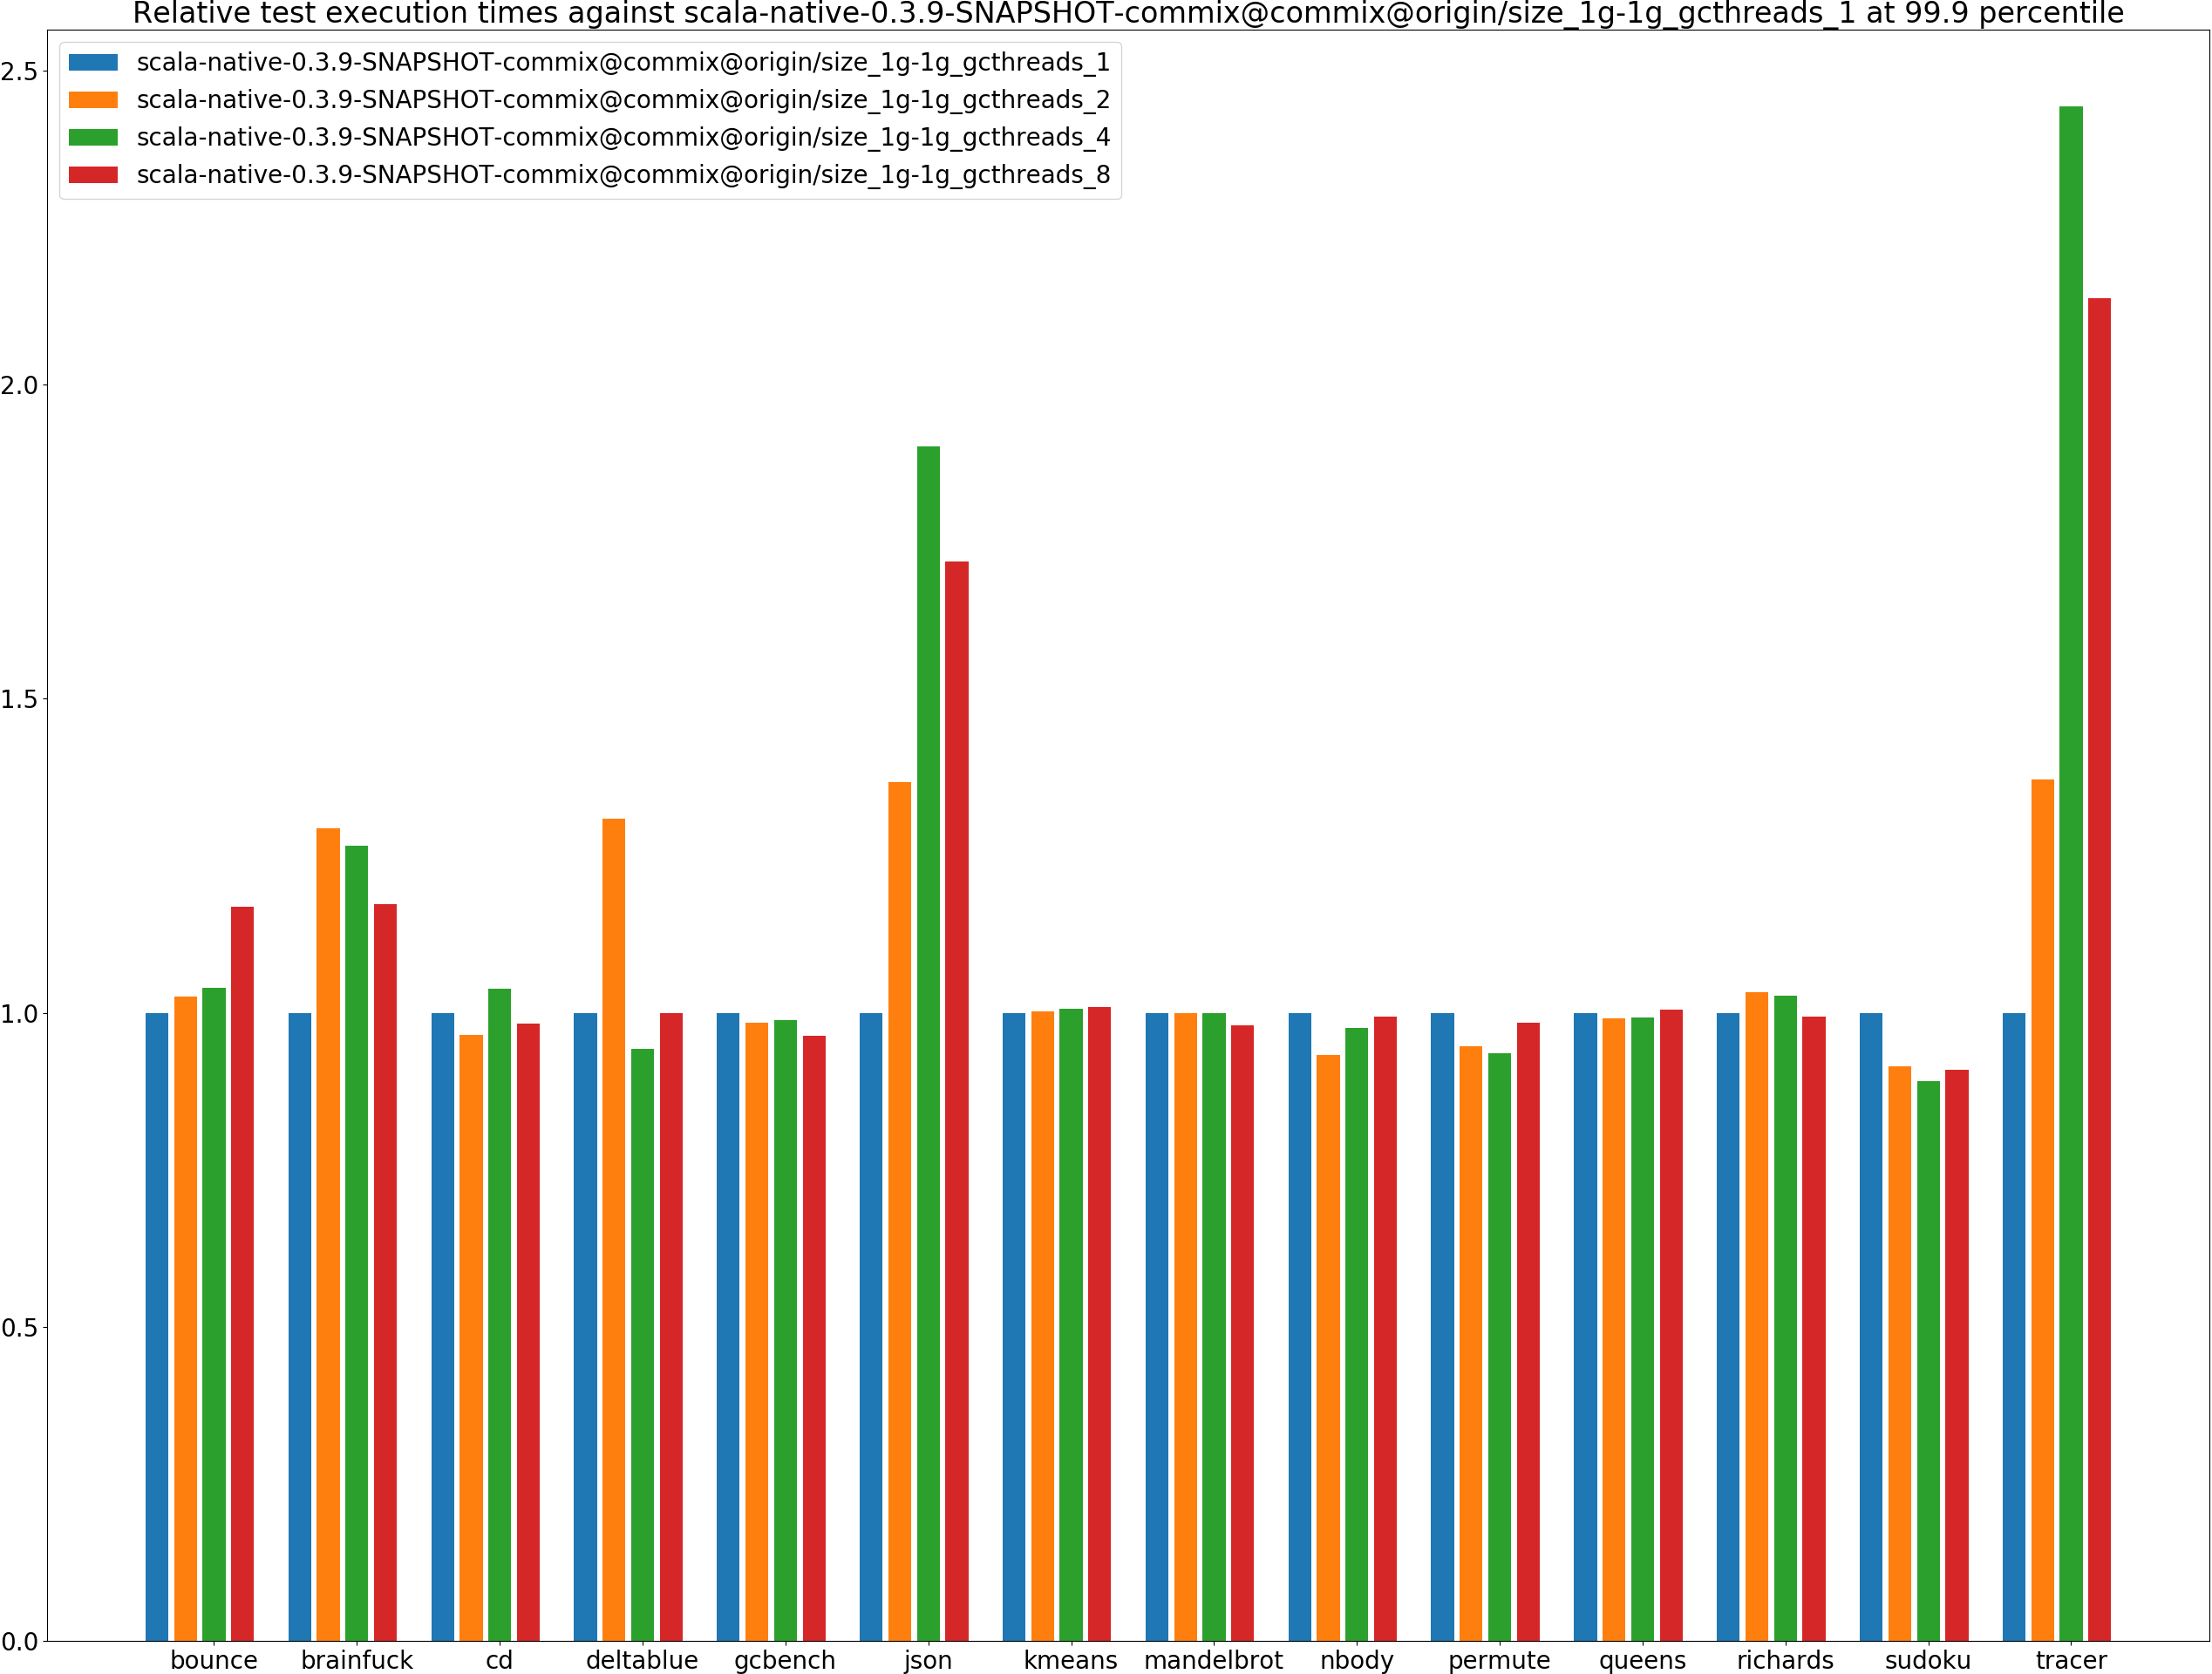 Relative test execution times against scala-native-0.3.9-SNAPSHOT-commix@commix@origin/size_1g-1g_gcthreads_1 at 99.9 percentile
scala-native-0.3.9-SNAPSHOT-commix@commix@origin/size_1g-1g_gcthreads_1
scala-native-0.3.9-SNAPSHOT-commix@commix@origin/size_1g-1g_gcthreads_2
scala-native-0.3.9-SNAPSHOT-commix@commix@origin/size_1g-1g_gcthreads_4
scala-native-0.3.9-SNAPSHOT-commix@commix@origin/size_1g-1g_gcthreads_8
2.5
2.0
1.5
1.0
0.5
0.0
bounce brainfuck cd deltablue gcbench json kmeans mandelbrot nbody permute queens richards sudoku tracer